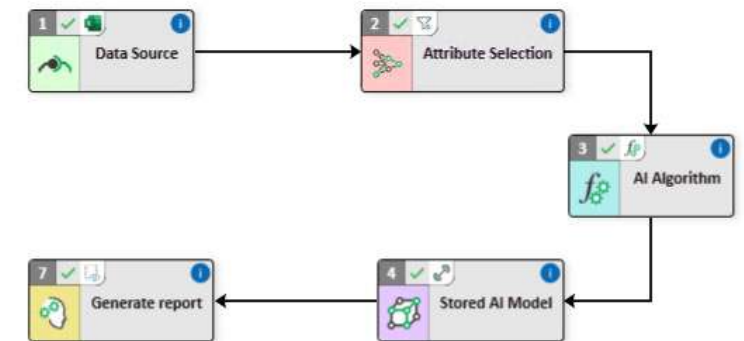 1
Data Source
2
Attribute Selection
3
AI Algorithm
7
Generate report
4
Stored AI Model